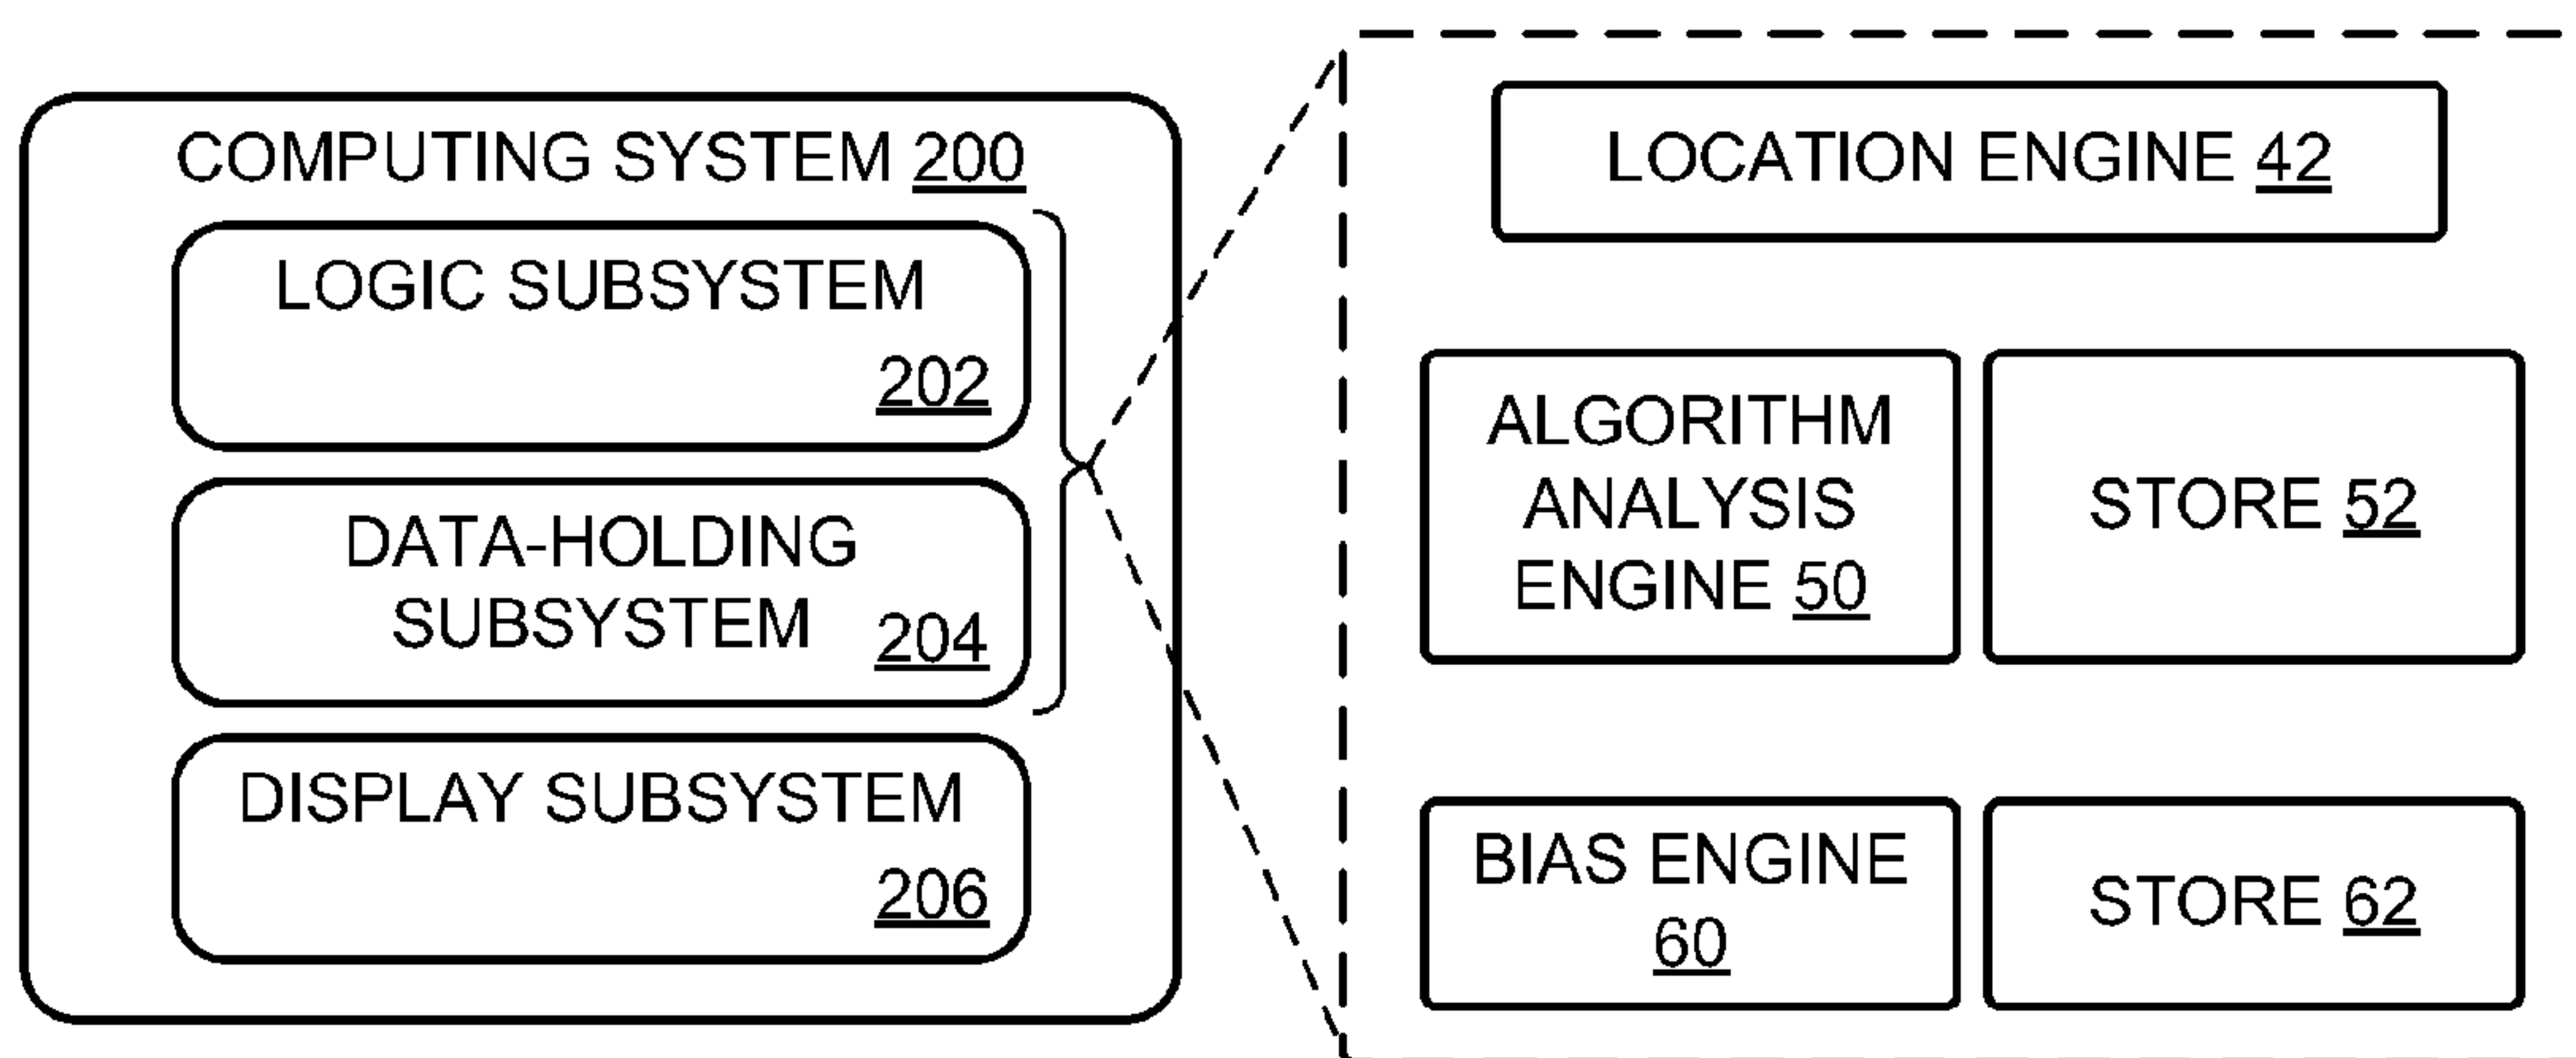 COMPUTING SYSTEM 200
LOGIC SUBSYSTEM
202
DATA-HOLDING
SUBSYSTEM 204
DISPLAY SUBSYSTEM
206
LOCATION ENGINE 42
ALGORITHM
ANALYSIS
ENGINE 50
STORE 52
BIAS ENGINE
60
STORE 62